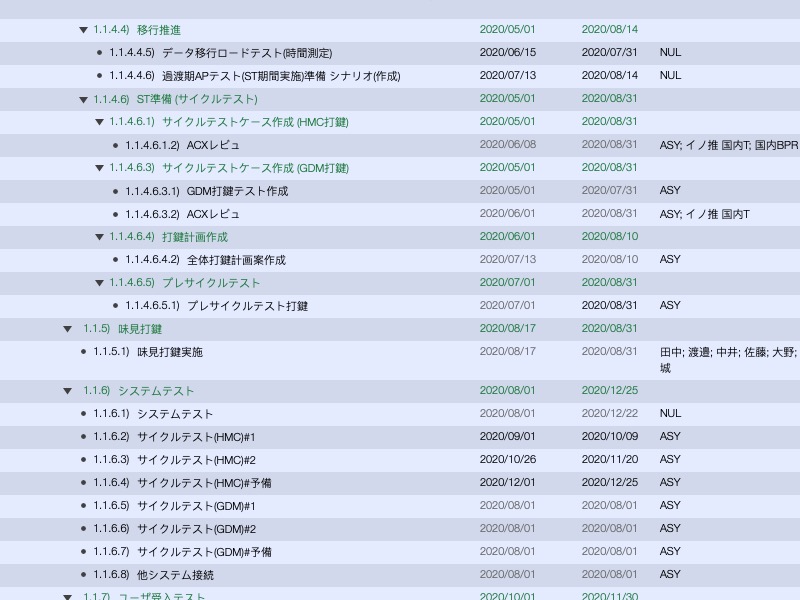 1.1.4.4) 移行推進 2020/05/01 2020/08/14
1.1.4.4.5) データ移行ロードテスト(時間測定) 2020/06/15 2020/07/31 NUL
1.1.4.4.6) 過渡期APテスト(ST期間実施)準備 シナリオ(作成) 2020/07/13 2020/08/14 NUL
1.1.4.6) ST準備 (サイクルテスト) 2020/05/01 2020/08/31
1.1.4.6.1) サイクルテストケース作成 (HMC打鍵) 2020/05/01 2020/08/31
1.1.4.6.1.2) ACXレビュ 2020/06/08 2020/08/31 ASY; イノ推 国内T; 国内BPR
1.1.4.6.3) サイクルテストケース作成 (GDM打鍵) 2020/05/01 2020/08/31
1.1.4.6.3.1) GDM打鍵テスト作成 2020/05/01 2020/07/31 ASY
1.1.4.6.3.2) ACXレビュ 2020/06/01 2020/08/31 ASY; イノ推 国内T
1.1.4.6.4) 打鍵計画作成 2020/06/01 2020/08/10
1.1.4.6.4.2) 全体打鍵計画案作成 2020/07/13 2020/08/10 ASY
1.1.4.6.5) プレサイクルテスト 2020/07/01 2020/08/31
1.1.4.6.5.1) プレサイクルテスト打鍵 2020/07/01 2020/08/31 ASY
1.1.5) 味見打鍵 2020/08/17 2020/08/31
1.1.5.1) 味見打鍵実施 2020/08/17 2020/08/31 田中; 渡邉; 中井; 佐藤; 大野;
城
1.1.6) システムテスト 2020/08/01 2020/12/25
1.1.6.1) システムテスト 2020/08/01 2020/12/22 NUL
1.1.6.2) サイクルテスト(HMC)#1 2020/09/01 2020/10/09 ASY
1.1.6.3) サイクルテスト(HMC)#2 2020/10/26 2020/11/20 ASY
1.1.6.4) サイクルテスト(HMC)#予備 2020/12/01 2020/12/25 ASY
1.1.6.5) サイクルテスト(GDM)#1 2020/08/01 2020/08/01 ASY
1.1.6.6) サイクルテスト(GDM)#2 2020/08/01 2020/08/01 ASY
1.1.6.7) サイクルテスト(GDM)#予備 2020/08/01 2020/08/01 ASY
1.1.6.8) 他システム接続 2020/08/01 2020/08/01 ASY
1.1.7) ユーザ受入テスト 2020/10/01 2020/11/30